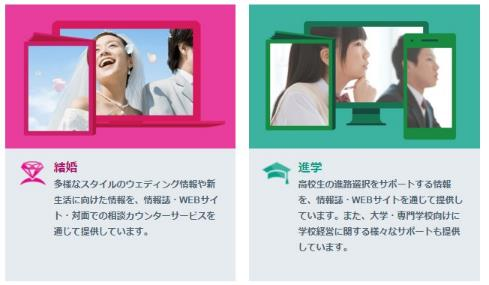 結婚
多様なスタイルのウェディング情報や新
生活に向けた情報を、情報誌・WEBサイ
ト・対面での相談カウンターサービスを
通じて提供しています。
進学
高校生の進路選択をサポートする情報
を、情報誌・WEBサイトを通じて提供し
ています。また、大学・専門学校向けに
学校経営に関する様々なサポートも提供
しています。